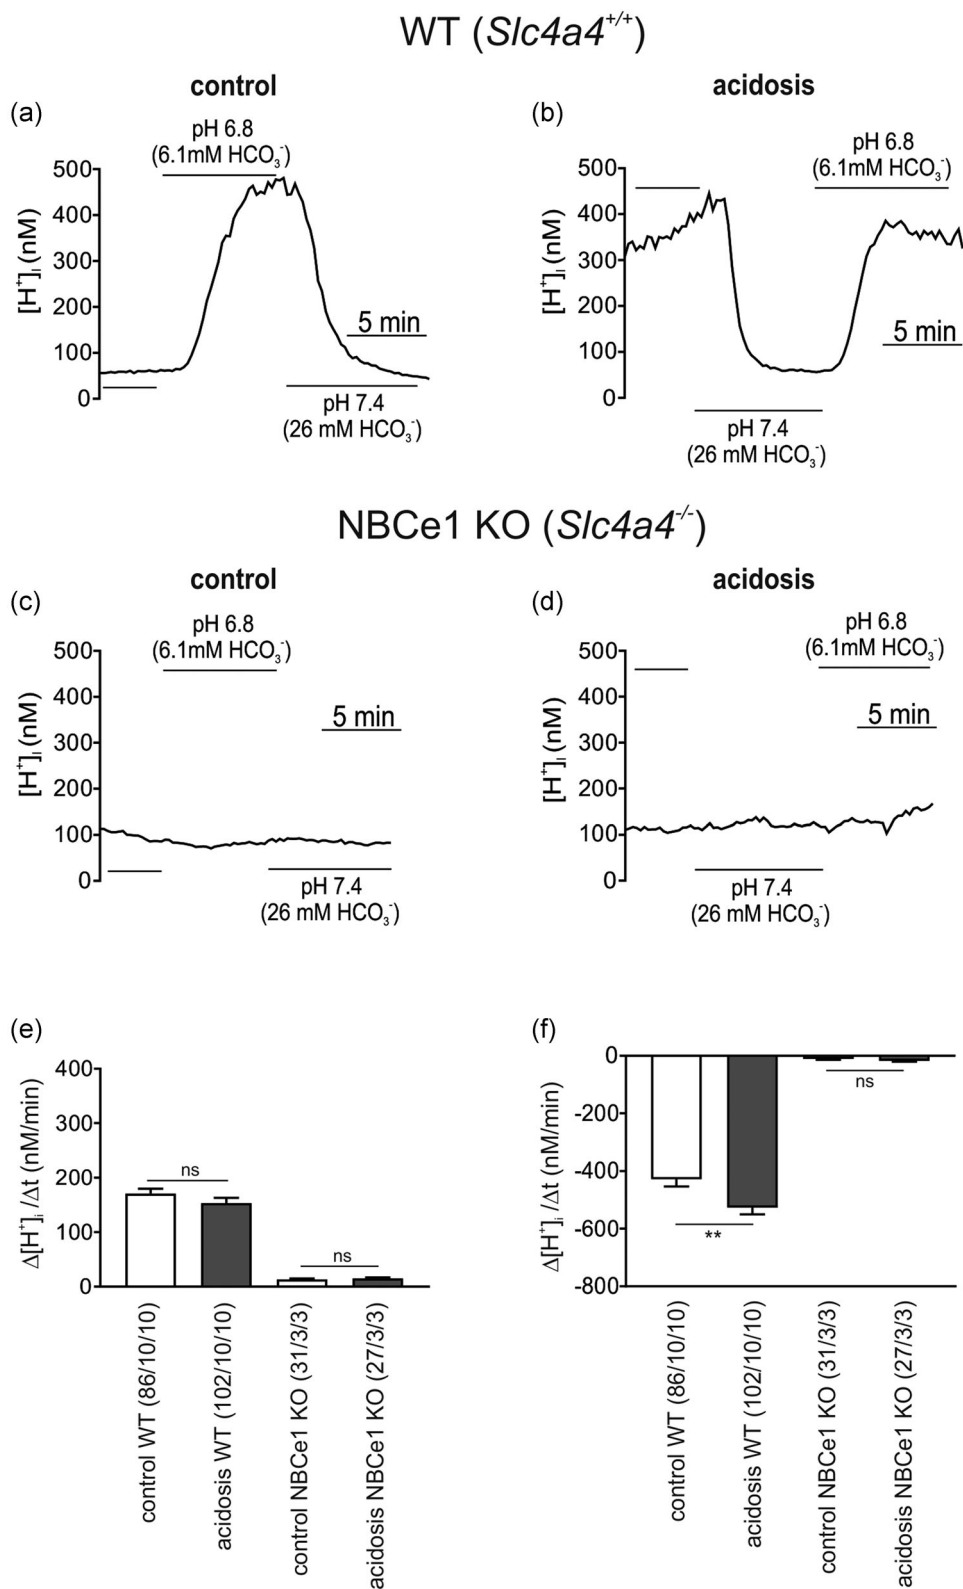 WT (Slc4a4+/+)
control
acidosis
(a)
(b)
pH 6.8
(6.1mM HCO3-)
pH 6.8
(6.1mM HCO3-)
500
400
300
200
100
0
[H+]i (nM)
5 min
pH 7.4
(26 mM HCO3-)
500
400
300
200
100
0
[H+]i (nM)
5 min
pH 7.4
(26 mM HCO3-)
NBCe1 KO (Slc4a4-/-)
control
acidosis
(c)
(d)
pH 6.8
(6.1mM HCO3-)
pH 6.8
(6.1mM HCO3-)
500
400
300
200
100
0
[H+]i (nM)
5 min
pH 7.4
(26 mM HCO3-)
500
400
300
200
100
0
[H+]i (nM)
5 min
pH 7.4
(26 mM HCO3-)
(e)
(f)
400
300
200
100
0
Δ[H+]i /Δt (nM/min)
ns
ns
control WT (86/10/10)
acidosis WT (102/10/10)
control NBCe1 KO (31/3/3)
acidosis NBCe1 KO (27/3/3)
0
-200
-400
-600
-800
Δ[H+]i /Δt (nM/min)
ns
**
control WT (86/10/10)
acidosis WT (102/10/10)
control NBCe1 KO (31/3/3)
acidosis NBCe1 KO (27/3/3)